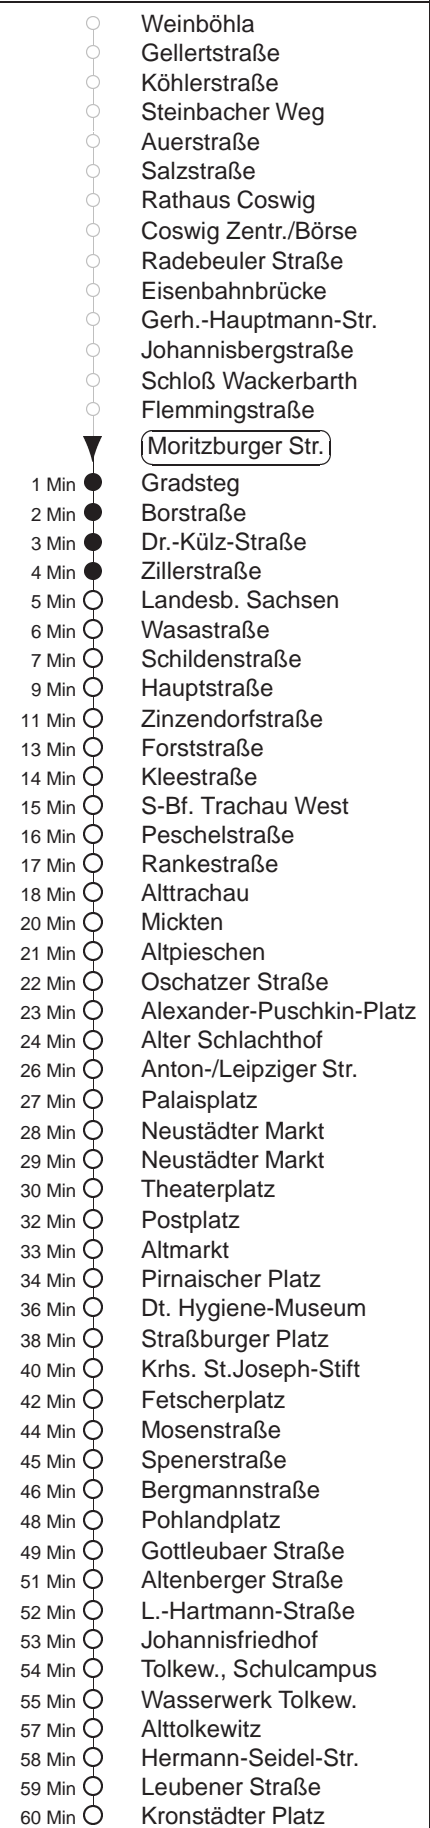 Weinböhla
Gellertstraße
Köhlerstraße
Steinbacher Weg
Auerstraße
Salzstraße
Rathaus Coswig
Coswig Zentr./Börse
Radebeuler Straße
Eisenbahnbrücke
Gerh.-Hauptmann-Str.
Johannisbergstraße
Schloß Wackerbarth
Flemmingstraße
Moritzburger Str.
1 Min Gradsteg
2 Min Borstraße
3 Min Dr.-Külz-Straße
4 Min Zillerstraße
5 Min Landesb. Sachsen
6 Min Wasastraße
7 Min Schildenstraße
9 Min Hauptstraße
11 Min Zinzendorfstraße
13 Min Forststraße
14 Min Kleestraße
15 Min S-Bf. Trachau West
16 Min Peschelstraße
17 Min Rankestraße
18 Min Alttrachau
20 Min Mickten
21 Min Altpieschen
22 Min Oschatzer Straße
23 Min Alexander-Puschkin-Platz
24 Min Alter Schlachthof
26 Min Anton-/Leipziger Str.
27 Min Palaisplatz
28 Min Neustädter Markt
29 Min Neustädter Markt
30 Min Theaterplatz
32 Min Postplatz
33 Min Altmarkt
34 Min Pirnaischer Platz
36 Min Dt. Hygiene-Museum
38 Min Straßburger Platz
40 Min Krhs. St.Joseph-Stift
42 Min Fetscherplatz
44 Min Mosenstraße
45 Min Spenerstraße
46 Min Bergmannstraße
48 Min Pohlandplatz
49 Min Gottleubaer Straße
51 Min Altenberger Straße
52 Min L.-Hartmann-Straße
53 Min Johannisfriedhof
54 Min Tolkew., Schulcampus
55 Min Wasserwerk Tolkew.
57 Min Alttolkewitz
58 Min Hermann-Seidel-Str.
59 Min Leubener Straße
60 Min Kronstädter Platz